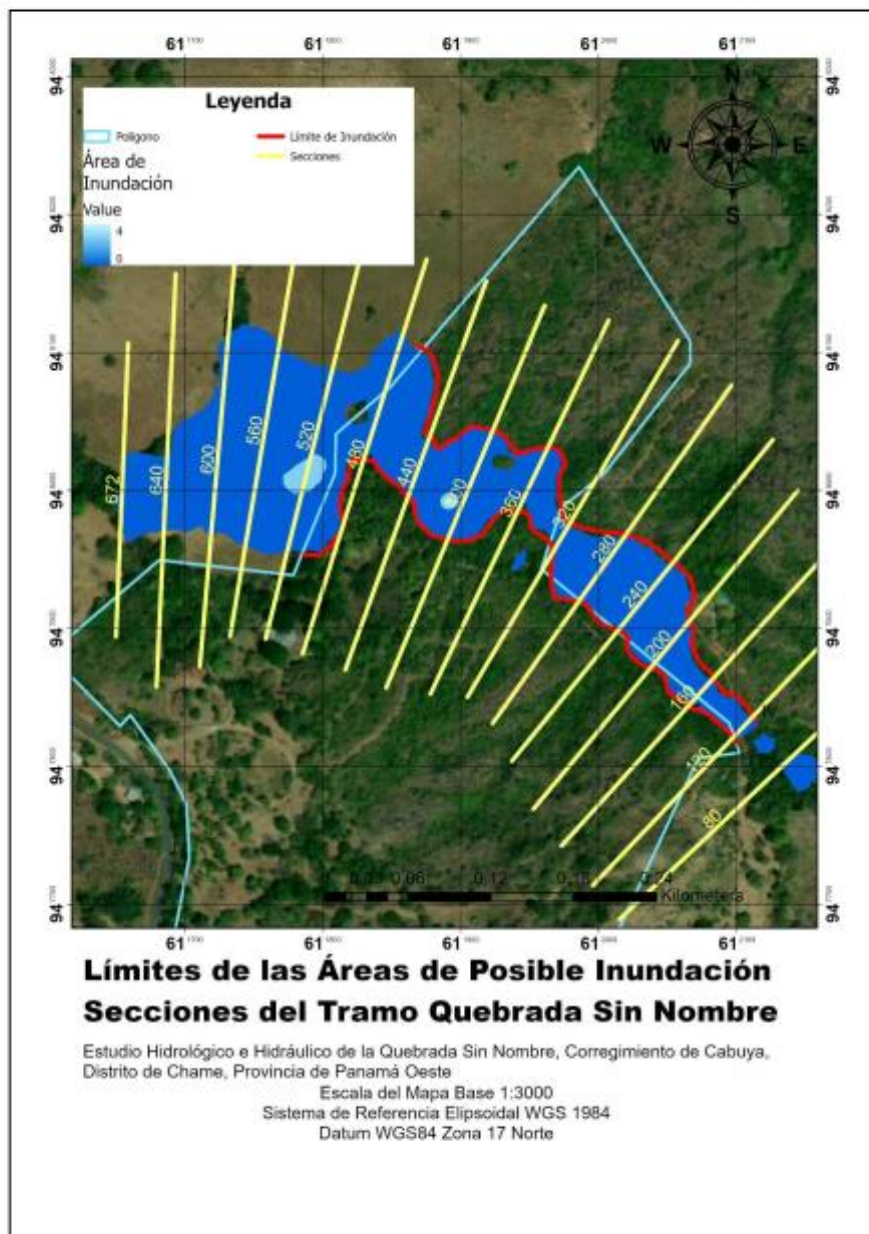 N
W
E
S
Leyenda
Polígono
Límite de Inundación
Secciones
Área de
Inundación
Value
4
0
672
640
600
560
520
480
440
360
320
280
240
200
160
80
0.12
0.24
Kilometers
Límites de las Áreas de Posible Inundación
Secciones del Tramo Quebrada Sin Nombre
Estudio Hidrológico e Hidráulico de la Quebrada Sin Nombre, Corregimiento de Cabuya,
Distrito de Chame, Provincia de Panamá Oeste
Escala del Mapa Base 1:3000
Sistema de Referencia Elipsoidal WGS 1984
Datum WGS84 Zona 17 Norte